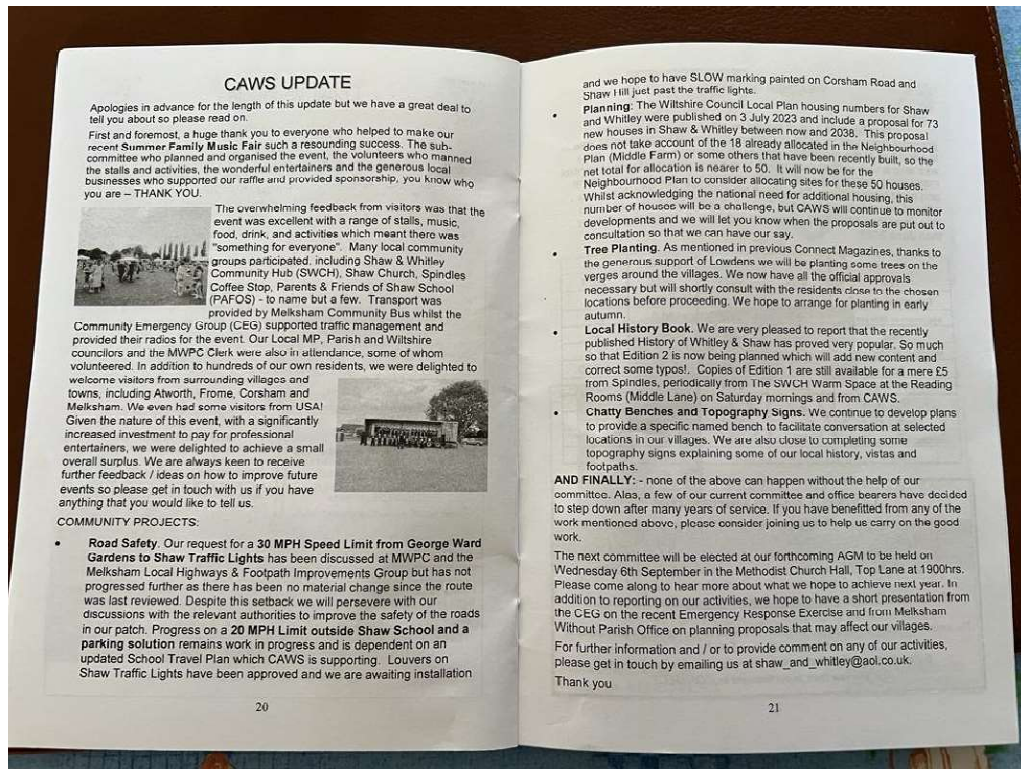 CAWS UPDATE
Apologies in advance for the length of this update but we have a great deal to
tell you about so please read on.
First and foremost, a huge thank you to everyone who helped to make our
recent Summer Family Music Fair such a resounding success. The sub-
committee who planned and organised the event, the volunteers who manned
the stalls and activities, the wonderful entertainers and the generous local
businesses who supported our raffle and provided sponsorship, you know who
you are – THANK YOU.
The overwhelming feedback from visitors was that the
event was excellent with a range of stalls, music,
food, drink, and activities which meant there was
"something for everyone". Many local community
groups participated, including Shaw & Whitley
Community Hub (SWCH), Shaw Church, Spindles
Coffee Stop, Parents & Friends of Shaw School
(PAFOS) - to name but a few. Transport was
provided by Melksham Community Bus whilst the
Community Emergency Group (CEG) supported traffic management and
provided their radios for the event. Our Local MP, Parish and Wiltshire
councilors and the MWPC Clerk were also in attendance, some of whom
volunteered. In addition to hundreds of our own residents, we were delighted to
welcome visitors from surrounding villages and
towns, including Atworth, Frome, Corsham and
Melksham. We even had some visitors from USA!
Given the nature of this event, with a significantly
increased investment to pay for professional
entertainers, we were delighted to achieve a small
overall surplus. We are always keen to receive
further feedback / ideas on how to improve future
events so please get in touch with us if you have
anything that you would like to tell us.
COMMUNITY PROJECTS:
• Road Safety. Our request for a 30 MPH Speed Limit from George Ward
Gardens to Shaw Traffic Lights has been discussed at MWPC and the
Melksham Local Highways & Footpath Improvements Group but has not
progressed further as there has been no material change since the route
was last reviewed. Despite this setback we will persevere with our
discussions with the relevant authorities to improve the safety of the roads
in our patch. Progress on a 20 MPH Limit outside Shaw School and a
parking solution remains work in progress and is dependent on an
updated School Travel Plan which CAWS is supporting. Louvers on
Shaw Traffic Lights have been approved and we are awaiting installation
20
and we hope to have SLOW marking painted on Corsham Road and
Shaw Hill just past the traffic lights.
• Planning: The Wiltshire Council Local Plan housing numbers for Shaw
and Whitley were published on 3 July 2023 and include a proposal for 73
new houses in Shaw & Whitley between now and 2038. This proposal
does not take account of the 18 already allocated in the Neighbourhood
Plan (Middle Farm) or some others that have been recently built, so the
net total for allocation is nearer to 50. It will now be for the
Neighbourhood Plan to consider allocating sites for these 50 houses.
Whilst acknowledging the national need for additional housing, this
number of houses will be a challenge, but CAWS will continue to monitor
developments and we will let you know when the proposals are put out to
consultation so that we can have our say.
• Tree Planting. As mentioned in previous Connect Magazines, thanks to
the generous support of Lowdens we will be planting some trees on the
verges around the villages. We now have all the official approvals
necessary but will shortly consult with the residents close to the chosen
locations before proceeding. We hope to arrange for planting in early
autumn.
• Local History Book. We are very pleased to report that the recently
published History of Whitley & Shaw has proved very popular. So much
so that Edition 2 is now being planned which will add new content and
correct some typos!. Copies of Edition 1 are still available for a mere £5
from Spindles, periodically from The SWCH Warm Space at the Reading
Rooms (Middle Lane) on Saturday mornings and from CAWS.
• Chatty Benches and Topography Signs. We continue to develop plans
to provide a specific named bench to facilitate conversation at selected
locations in our villages. We are also close to completing some
topography signs explaining some of our local history, vistas and
footpaths.
AND FINALLY: - none of the above can happen without the help of our
committee. Alas, a few of our current committee and office bearers have decided
to step down after many years of service. If you have benefitted from any of the
work mentioned above, please consider joining us to help us carry on the good
work.
The next committee will be elected at our forthcoming AGM to be held on
Wednesday 6th September in the Methodist Church Hall, Top Lane at 1900hrs.
Please come along to hear more about what we hope to achieve next year. In
addition to reporting on our activities, we hope to have a short presentation from
the CEG on the recent Emergency Response Exercise and from Melksham
Without Parish Office on planning proposals that may affect our villages.
For further information and / or to provide comment on any of our activities,
please get in touch by emailing us at shaw_and_whitley@aol.co.uk.
Thank you
21